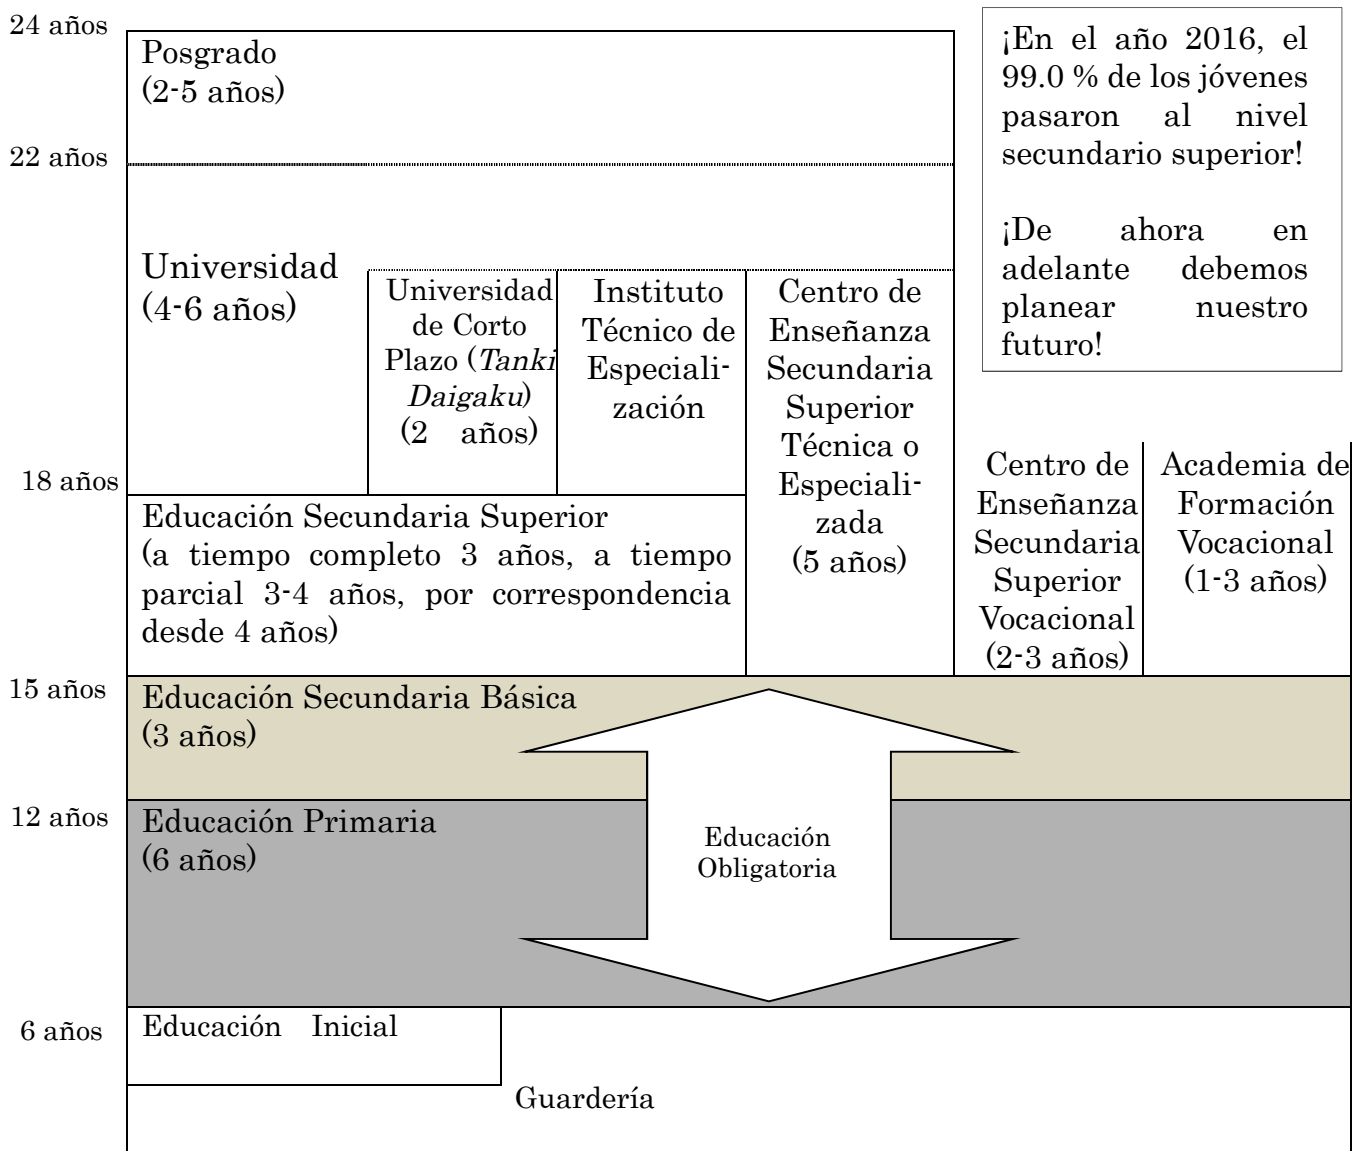 24 años
Posgrado
(2-5 años)
22 años
Universidad
(4-6 años)
Universidad
de Corto
Plazo (Tanki
Daigaku)
(2 años)
Instituto
Técnico de
Especiali-
zación
Centro de
Enseñanza
Secundaria
Superior
Técnica o
Especiali-
zada
(5 años)
¡En el año 2016, el
99.0 % de los jóvenes
pasaron al nivel
secundario superior!
¡De ahora en
adelante debemos
planear nuestro
futuro!
Centro de
Enseñanza
Secundaria
Superior
Vocacional
(2-3 años)
Academia de
Formación
Vocacional
(1-3 años)
18 años
Educación Secundaria Superior
(a tiempo completo 3 años, a tiempo
parcial 3-4 años, por correspondencia
desde 4 años)
15 años
Educación Secundaria Básica
(3 años)
12 años
Educación Primaria
(6 años)
Educación
Obligatoria
6 años
Educación Inicial
Guardería